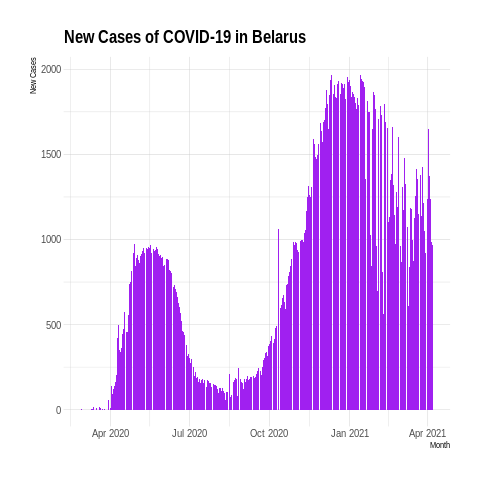 New Cases of COVID-19 in Belarus
New Cases
2000
1500
1000
500
0
Apr 2020 Jul 2020 Oct 2020 Jan 2021 Apr 2021
Month